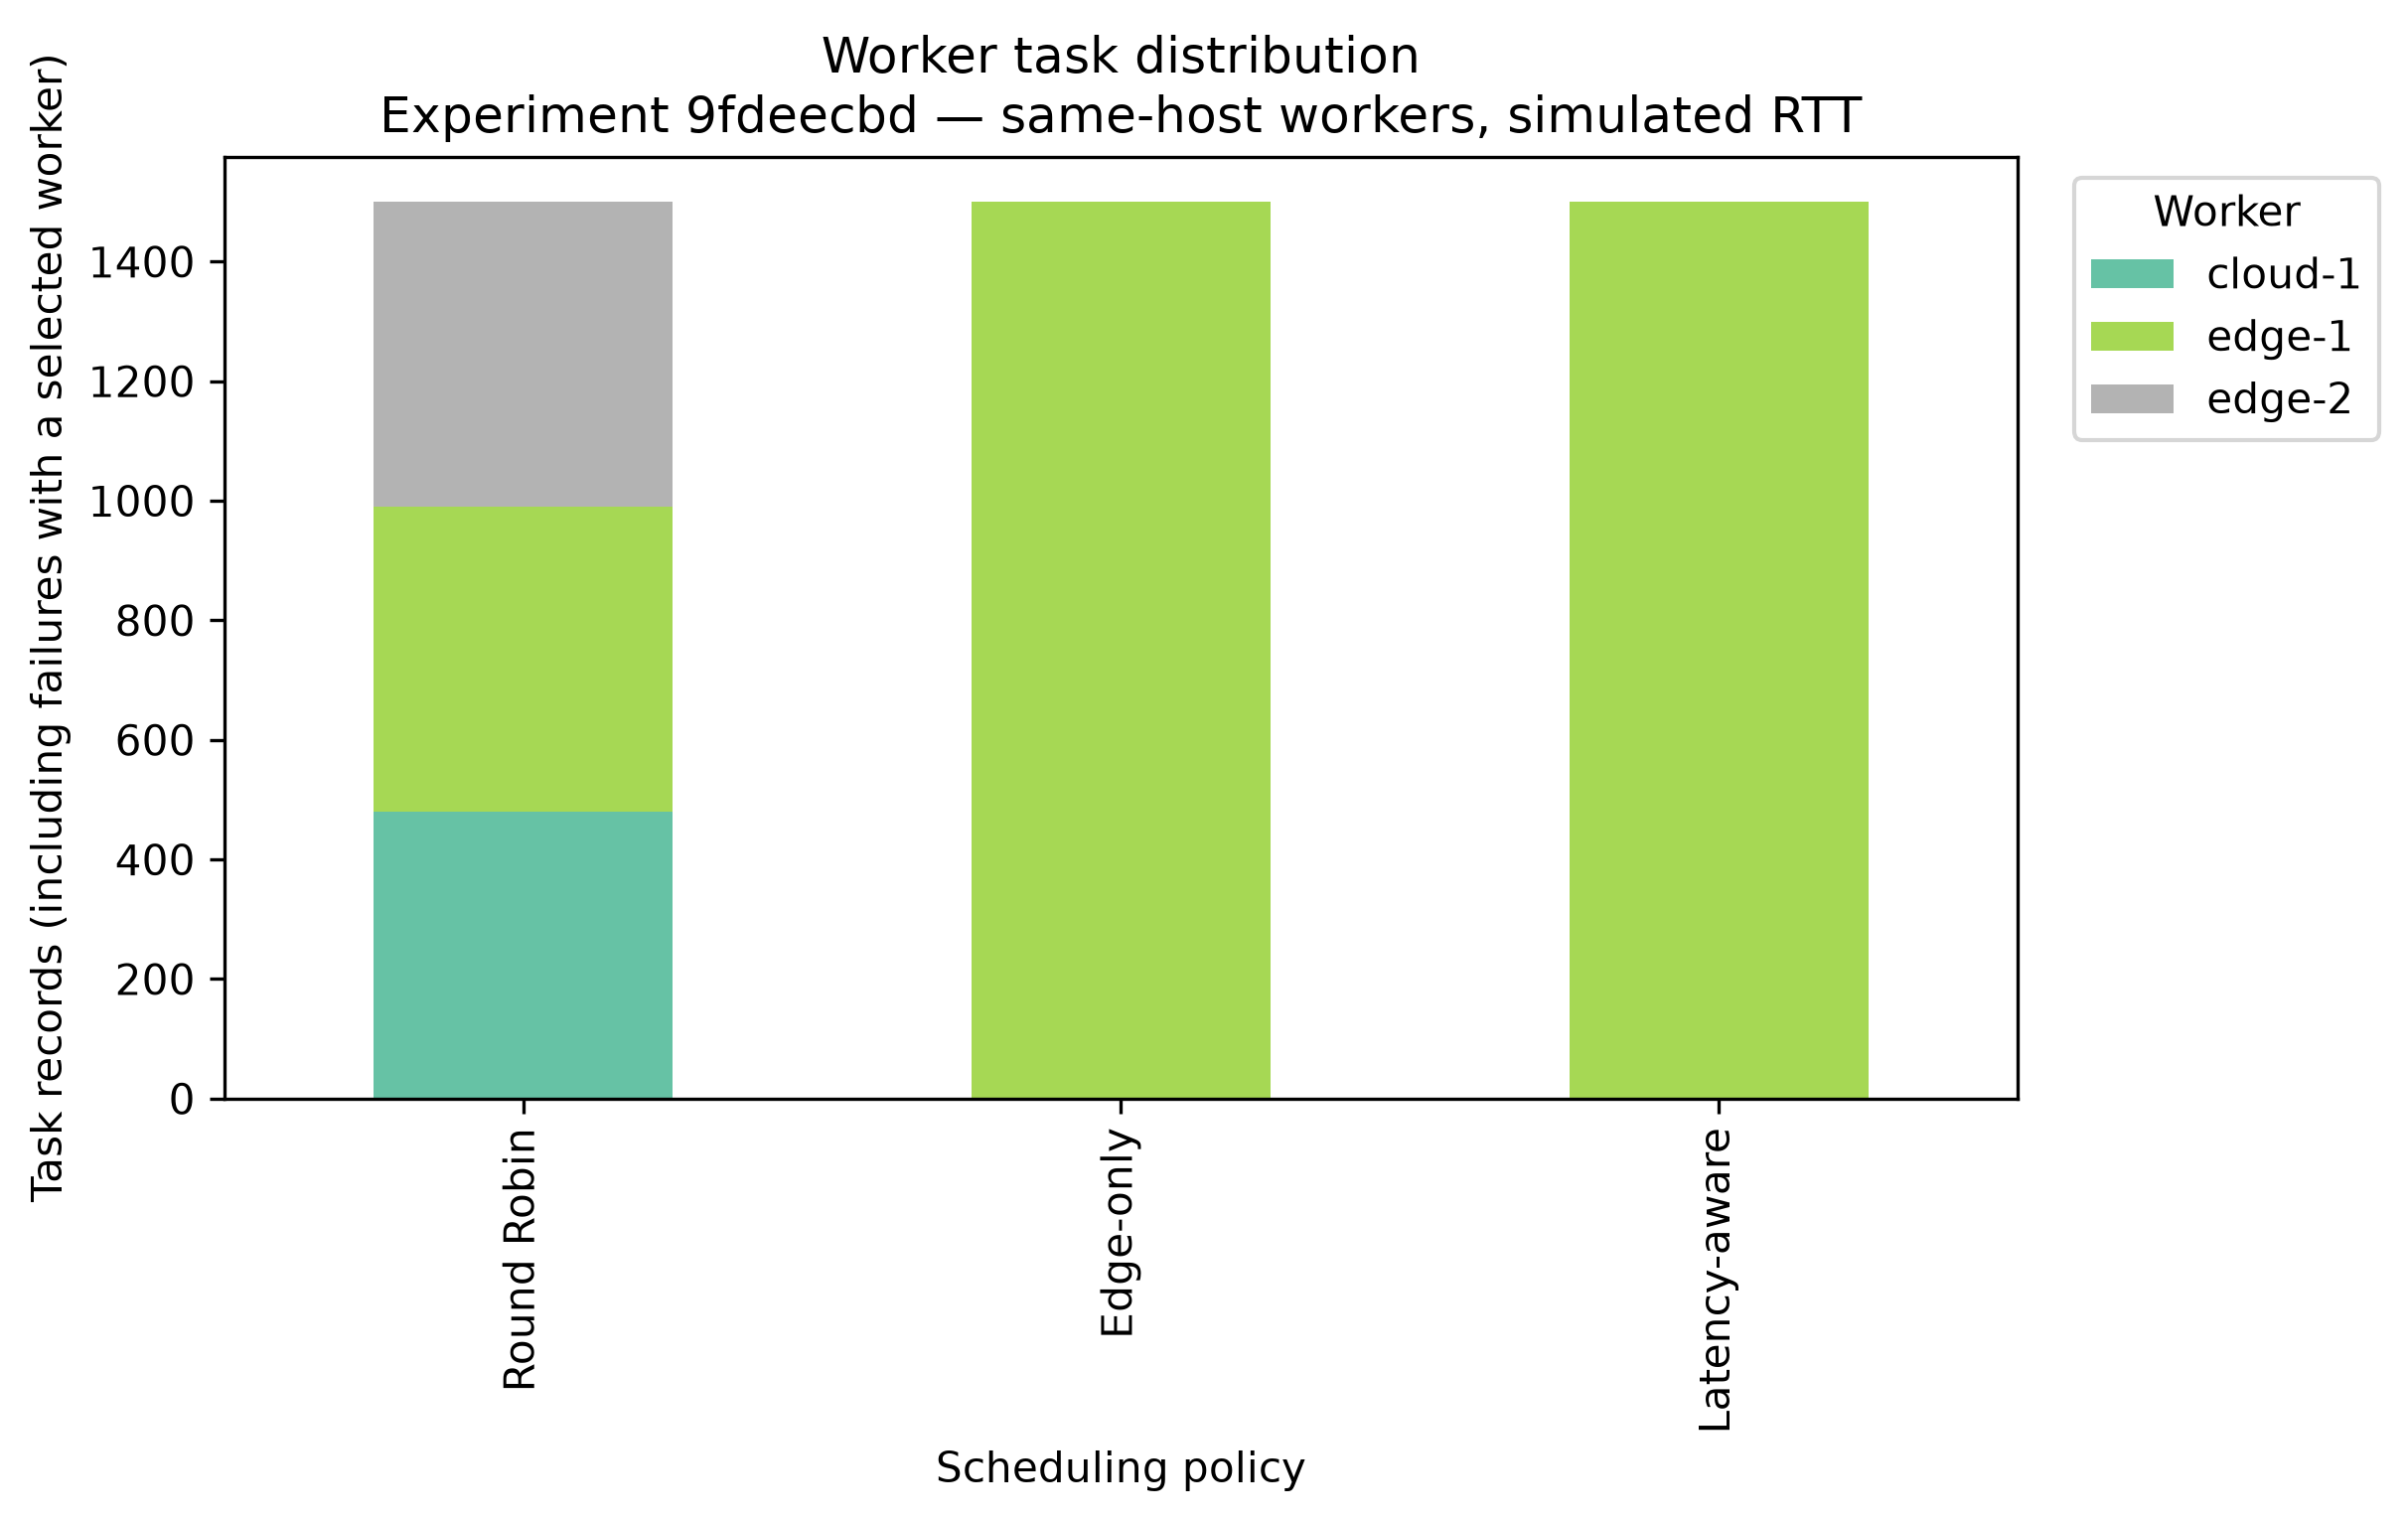 Worker task distribution
Experiment 9fdeecbd — same-host workers, simulated RTT
Task records (including failures with a selected worker)
1400
1200
1000
800
600
400
200
0
Worker
cloud-1
edge-1
edge-2
Round Robin
Edge-only
Latency-aware
Scheduling policy